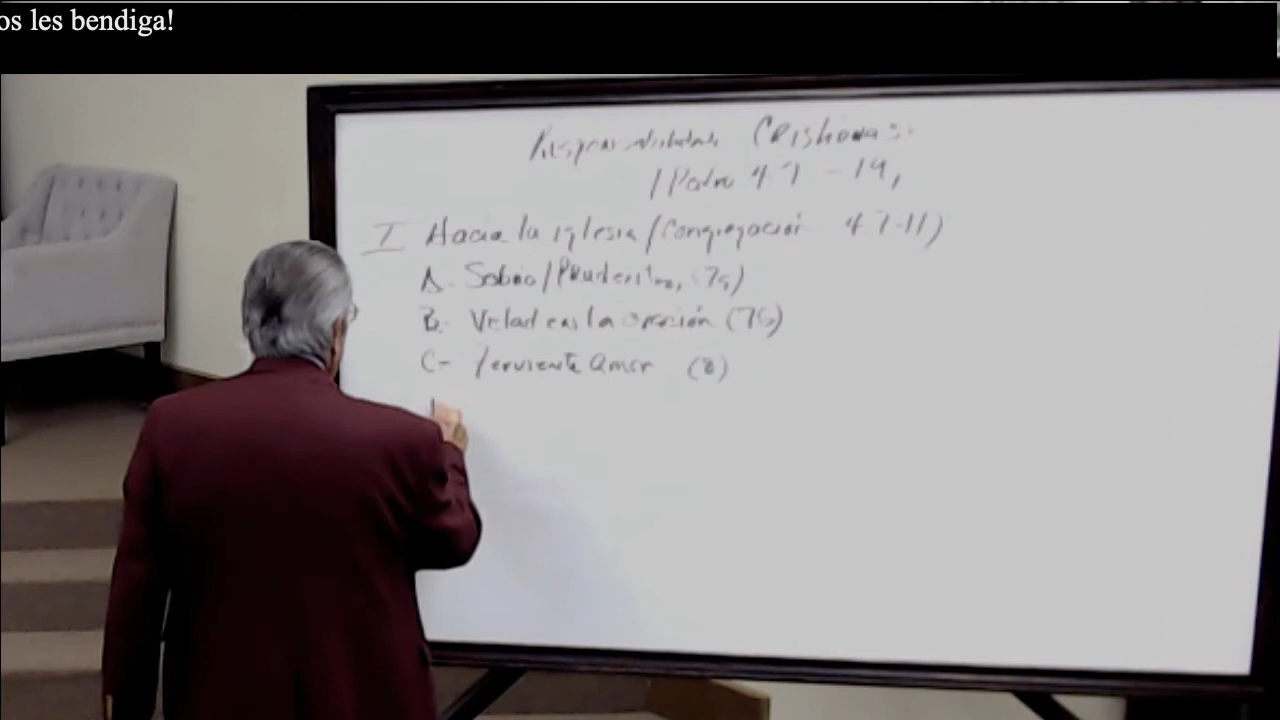 os les bendiga!
Responsabilidades Cristianas:
1 Pedro 4:7-19,
I Hacia la iglesia/Congregación 4:7-11)
A. Sobrio/Prudentes, (7a)
B. Velad en la oración (7b)
C- ferviente amor (8)